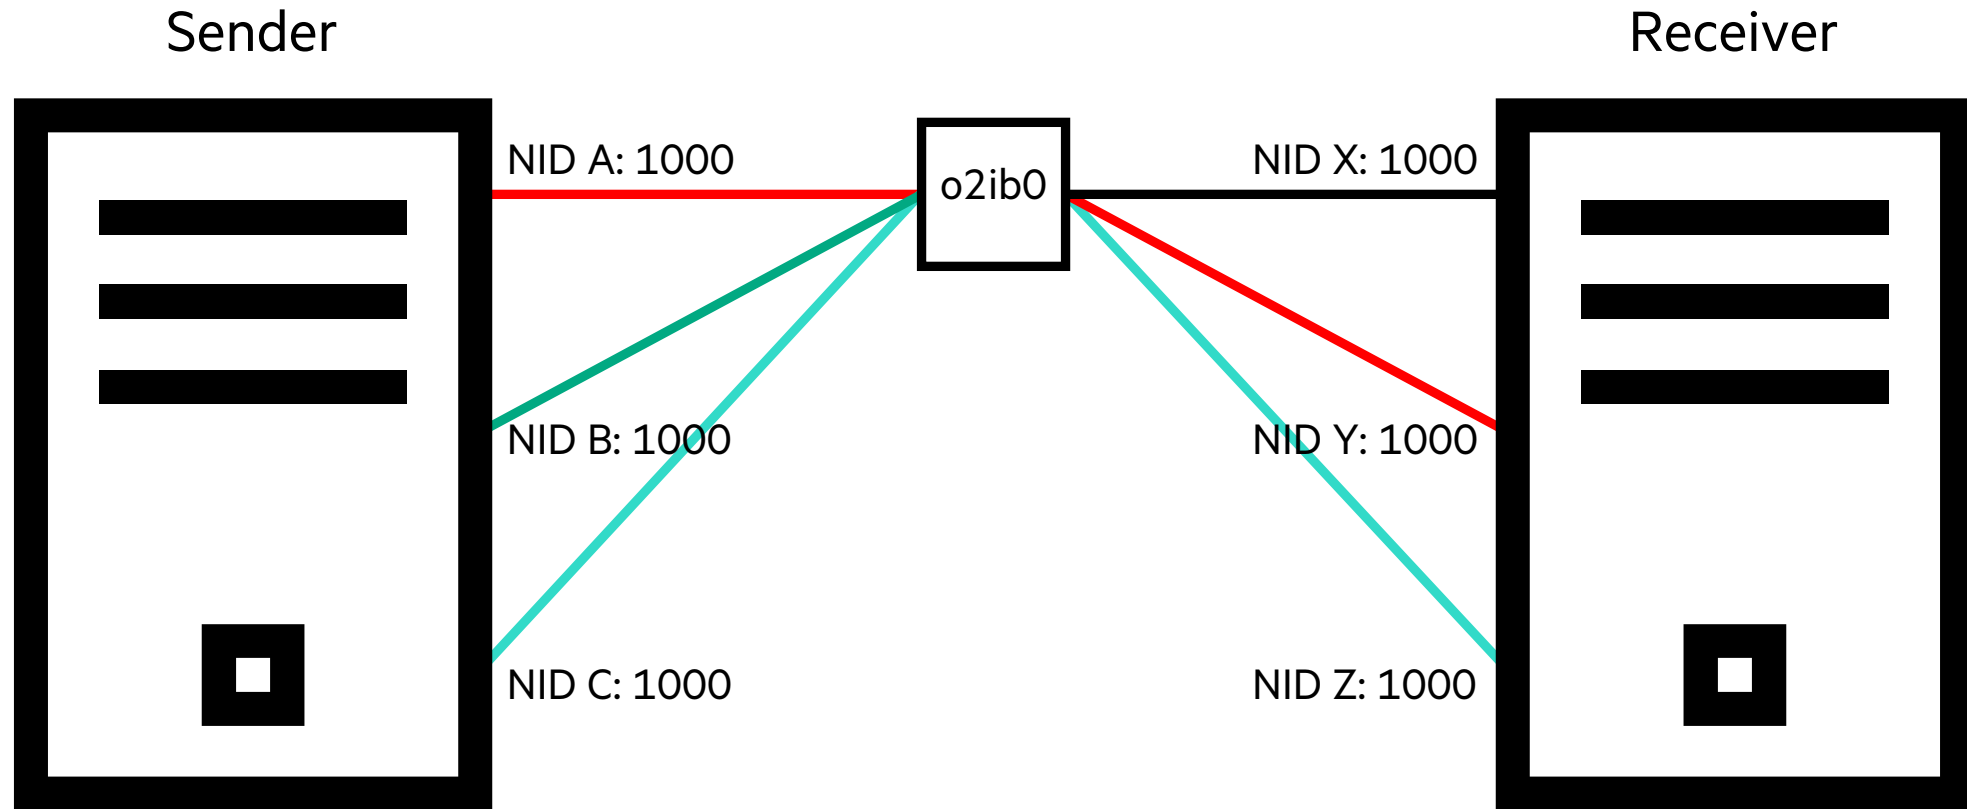 Sender
Receiver
NID A: 1000
o2ib0
NID X: 1000
NID B: 1000
NID Y: 1000
NID C: 1000
NID Z: 1000